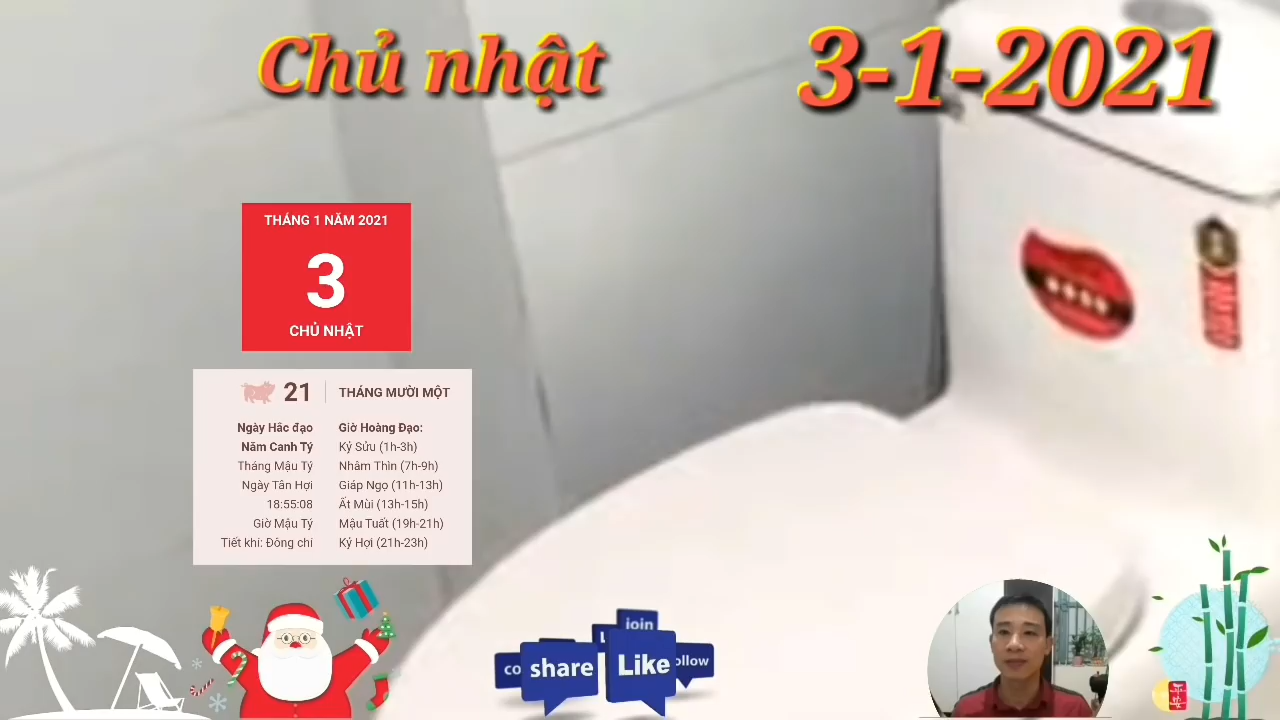 Chủ nhật
3-1-2021
THÁNG 1 NĂM 2021
3
CHỦ NHẬT
21
THÁNG MƯỜI MỘT
Ngày Hắc đạo
Giờ Hoàng Đạo:
Năm Canh Tý
Kỷ Sửu (1h-3h)
Tháng Mậu Tý
Nhâm Thìn (7h-9h)
Ngày Tân Hợi
Giáp Ngọ (11h-13h)
18:55:08
Ất Mùi (13h-15h)
Giờ Mậu Tý
Mậu Tuất (19h-21h)
Tiết khí: Đông chí
Kỷ Hợi (21h-23h)
join
share
Like
ollow
co